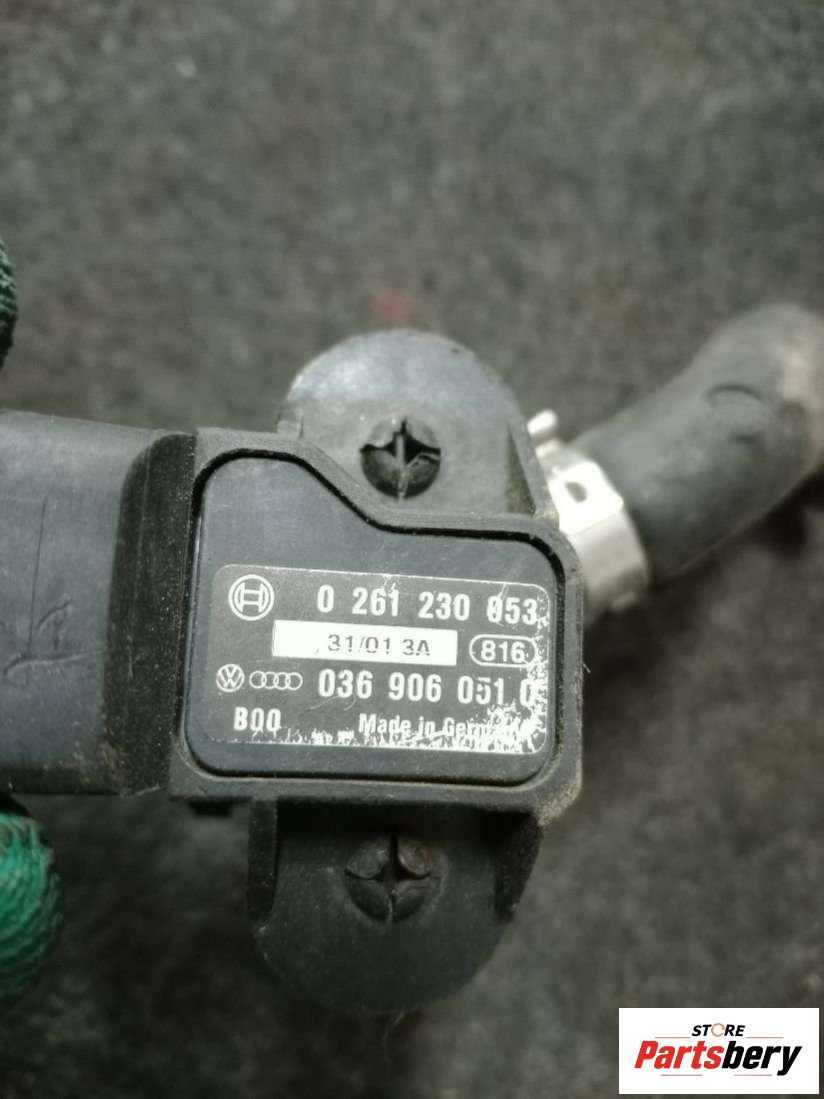 0 261 230 053
31/01 3A
816
036 906 051
B00 Made in Germany
STORE
Partsbery